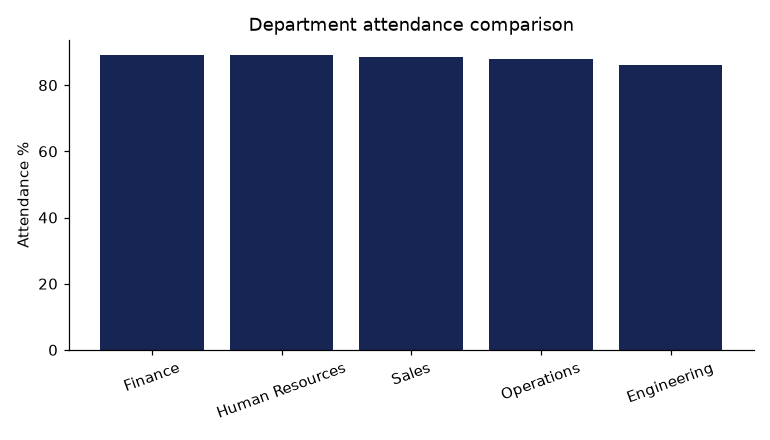 Department attendance comparison
Attendance %
80
60
40
20
0
Finance
Human Resources
Sales
Operations
Engineering